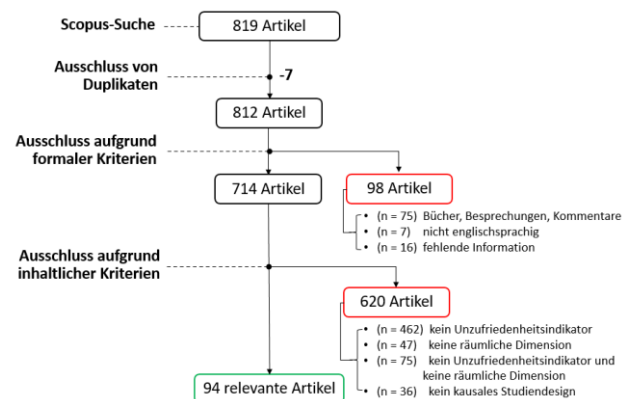 Scopus-Suche
819 Artikel
Ausschluss von
Duplikaten
-7
812 Artikel
Ausschluss aufgrund
formaler Kriterien
714 Artikel
98 Artikel
• (n = 75) Bücher, Besprechungen, Kommentare
• (n = 7) nicht englischsprachig
• (n = 16) fehlende Information
Ausschluss aufgrund
inhaltlicher Kriterien
620 Artikel
• (n = 462) kein Unzufriedenheitsindikator
• (n = 47) keine räumliche Dimension
• (n = 75) kein Unzufriedenheitsindikator und
keine räumliche Dimension
• (n = 36) kein kausales Studiendesign
94 relevante Artikel